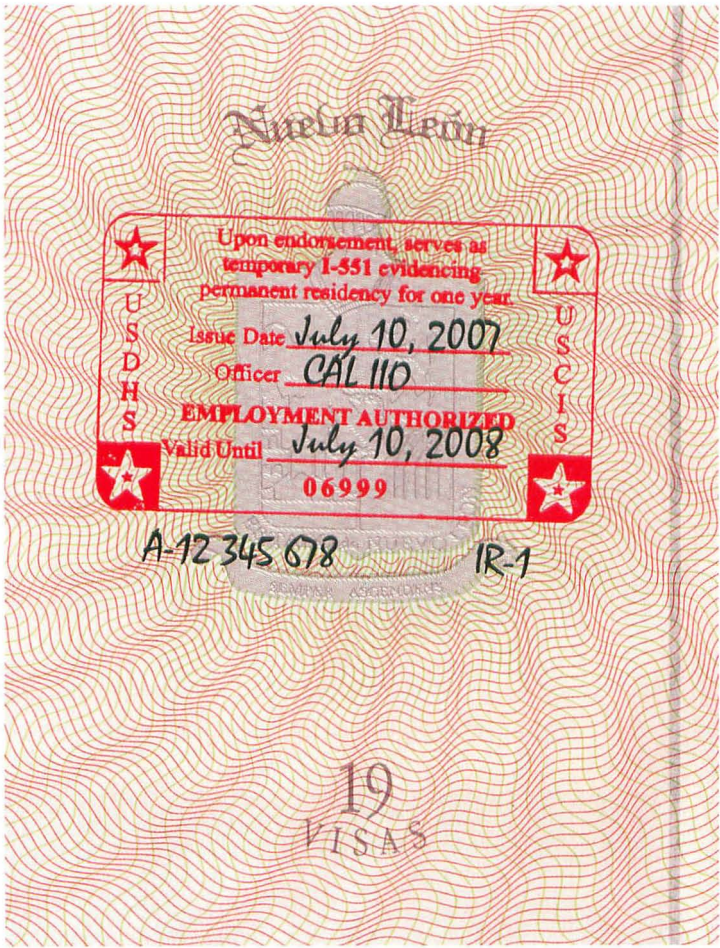 Nuevo León
Upon endorsement, serves as
temporary I-551 evidencing
permanent residency for one year.
USDHS
USCIS
Issue Date July 10, 2007
Officer CAL 110
EMPLOYMENT AUTHORIZED
Valid Until July 10, 2008
06999
A-12 345 678 IR-1
SEMPER ASCENDENS
19
VISAS